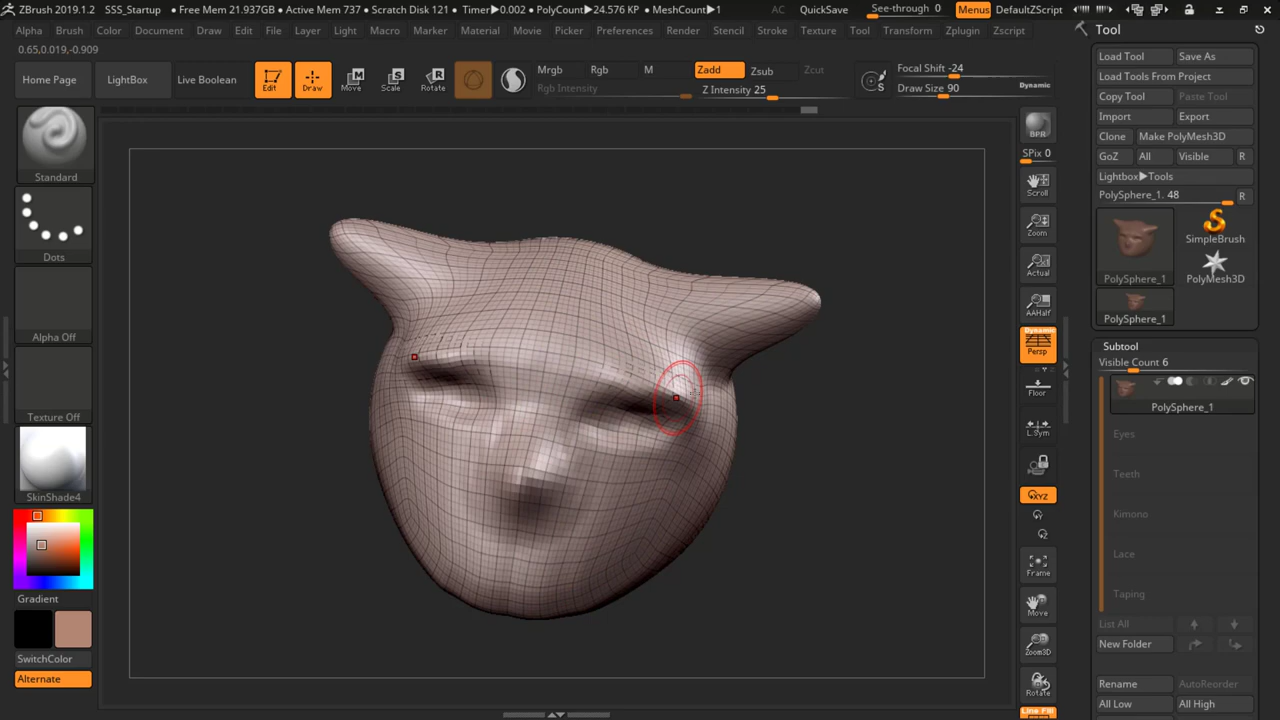 ZBrush 2019.1.2 SSS_Startup • Free Mem 21.937GB • Active Mem 737 • Scratch Disk 121 • Timer▶0.002 • PolyCount▶24.576 KP • MeshCount▶1 AC QuickSave See-through 0 Menus DefaultZScript
Alpha Brush Color Document Draw Edit File Layer Light Macro Marker Material Movie Picker Preferences Render Stencil Stroke Texture Tool Transform Zplugin Zscript
0.65,0.019,-0.909
Home Page LightBox Live Boolean Edit Draw Move Scale Rotate
Mrgb Rgb M Zadd Zsub Zcut
Rgb Intensity Z Intensity 25
Focal Shift -24
Draw Size 90 Dynamic
Standard
Dots
Alpha Off
Texture Off
SkinShade4
Gradient
SwitchColor
Alternate
BPR
SPix 0
Scroll
Zoom
Actual
AAHalf
Dynamic
Persp
Floor
L.Sym
XYZ
Y
Z
Frame
Move
Zoom3D
Rotate
Line Fill
Tool
Load Tool Save As
Load Tools From Project
Copy Tool Paste Tool
Import Export
Clone Make PolyMesh3D
GoZ All Visible R
Lightbox▶Tools
PolySphere_1. 48 R
PolySphere_1
SimpleBrush
PolyMesh3D
PolySphere_1
Subtool
Visible Count 6
PolySphere_1
Eyes
Teeth
Kimono
Lace
Taping
List All
New Folder
Rename AutoReorder
All Low All High